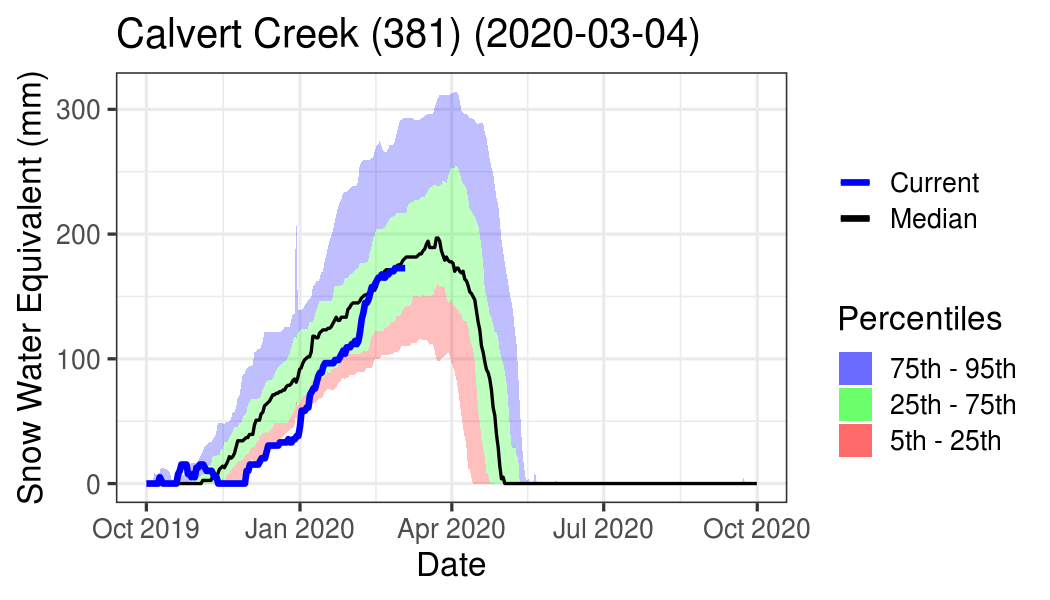 Calvert Creek (381) (2020-03-04)
Snow Water Equivalent (mm)
300
200
100
0
Oct 2019
Jan 2020
Apr 2020
Jul 2020
Oct 2020
Date
Current
Median
Percentiles
75th - 95th
25th - 75th
5th - 25th